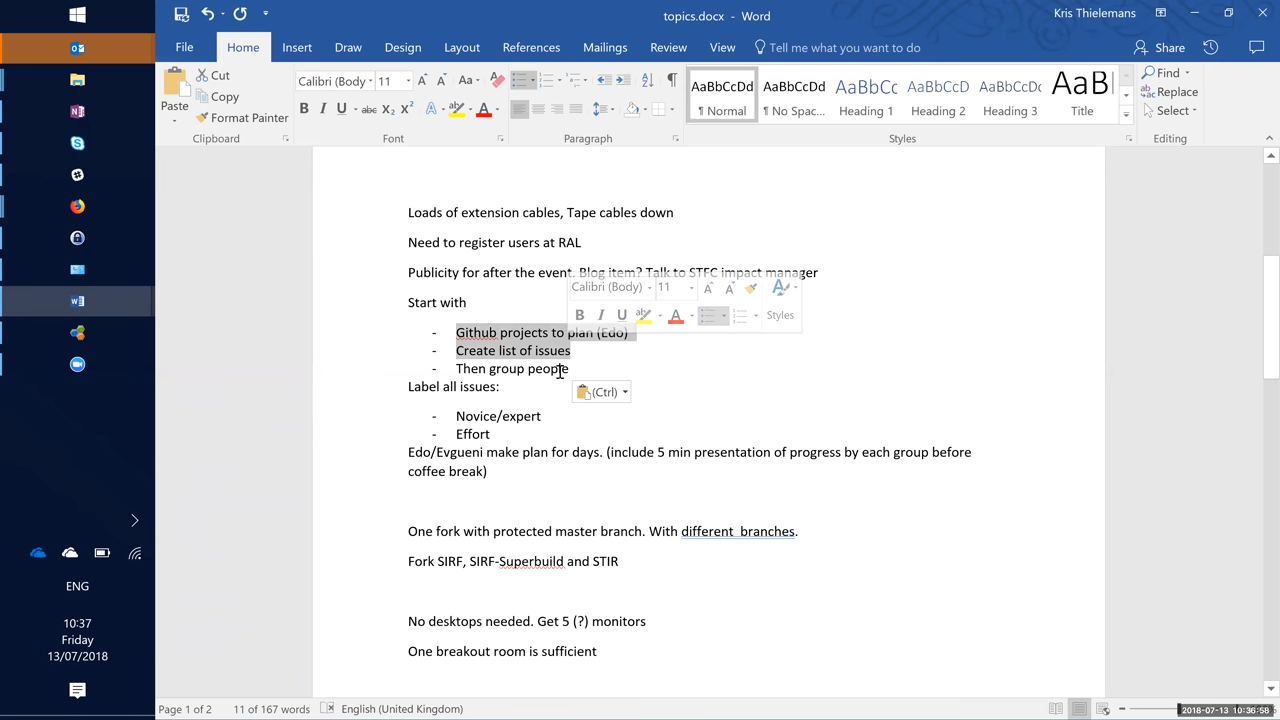 topics.docx - Word
Kris Thielemans
File
Home
Insert
Draw
Design
Layout
References
Mailings
Review
View
Tell me what you want to do
Share
Paste
Cut
Copy
Format Painter
Clipboard
Calibri (Body
11
Font
Paragraph
AaBbCcDd
¶ Normal
AaBbCcDd
¶ No Spac...
AaBbCc
Heading 1
AaBbCcD
Heading 2
AaBbCcDc
Heading 3
AaB
Title
Styles
Find
Replace
Select
Editing
Loads of extension cables, Tape cables down
Need to register users at RAL
Publicity for after the event. Blog item? Talk to STFC impact manager
Start with
Calibri (Body)
11
Styles
- Github projects to plan (Edo)
- Create list of issues
- Then group people
(Ctrl)
Label all issues:
- Novice/expert
- Effort
Edo/Evgueni make plan for days. (include 5 min presentation of progress by each group before
coffee break)
One fork with protected master branch. With different branches.
Fork SIRF, SIRF-Superbuild and STIR
No desktops needed. Get 5 (?) monitors
One breakout room is sufficient
ENG
10:37
Friday
13/07/2018
Page 1 of 2
11 of 167 words
English (United Kingdom)
2018-07-13 10:36:58